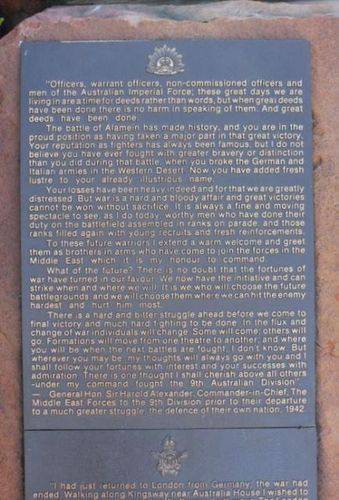 "Officers, warrant officers, non-commissioned officers and
men of the Australian Imperial Force; these great days we are
living in are a time for deeds rather than words, but when great deeds
have been done there is no harm in speaking of them. And great
deeds have been done.
The battle of Alamein has made history, and you are in the
proud position as having taken a major part in that great victory.
Your reputation as fighters has always been famous, but I do not
believe you have ever fought with greater bravery or distinction
than you did during that battle, when you broke the German and
Italian armies in the Western Desert. Now you have added fresh
lustre to your already illustrious name.
Your losses have been heavy indeed and for that we are greatly
distressed. But war is a hard and bloody affair and great victories
cannot be won without sacrifice. It is always a fine and moving
spectacle to see, as I do today, worthy men who have done their
duty on the battlefield assembled in ranks on parade, and those
ranks filled again with young recruits and fresh reinforcements.
To these future warriors I extend a warm welcome and greet
them as brothers in arms who have come to join the forces in the
Middle East which it is my honour to command.
What of the future? There is no doubt that the fortunes of
war have turned in our favour. We now have the initiative and can
strike when and where we will. It is we who will choose the future
battlegrounds, and we will choose them where we can hit the enemy
hardest and hurt him most.
There is a hard and bitter struggle ahead before we come to
final victory and much hard fighting to be done. In the flux and
change of war individuals will change. Some will come; others will
go. Formations will move from one theatre to another; and where
you will be when the next battles are fought, I don't know. But
wherever you may be, my thoughts will always go with you and I
shall follow your fortunes with interest and your successes with
admiration. There is one thought I shall cherish above all others
-under my command fought the 9th. Australian Division".
— General Hon. Sir Harold Alexander, Commander-in-Chief, The
Middle East Forces to the 9th Division prior to their departure
to a much greater struggle, the defence of their own nation, 1942.
"I had just returned to London from Germany, the war had
ended. Walking along Kingsway near Australia House I wished to